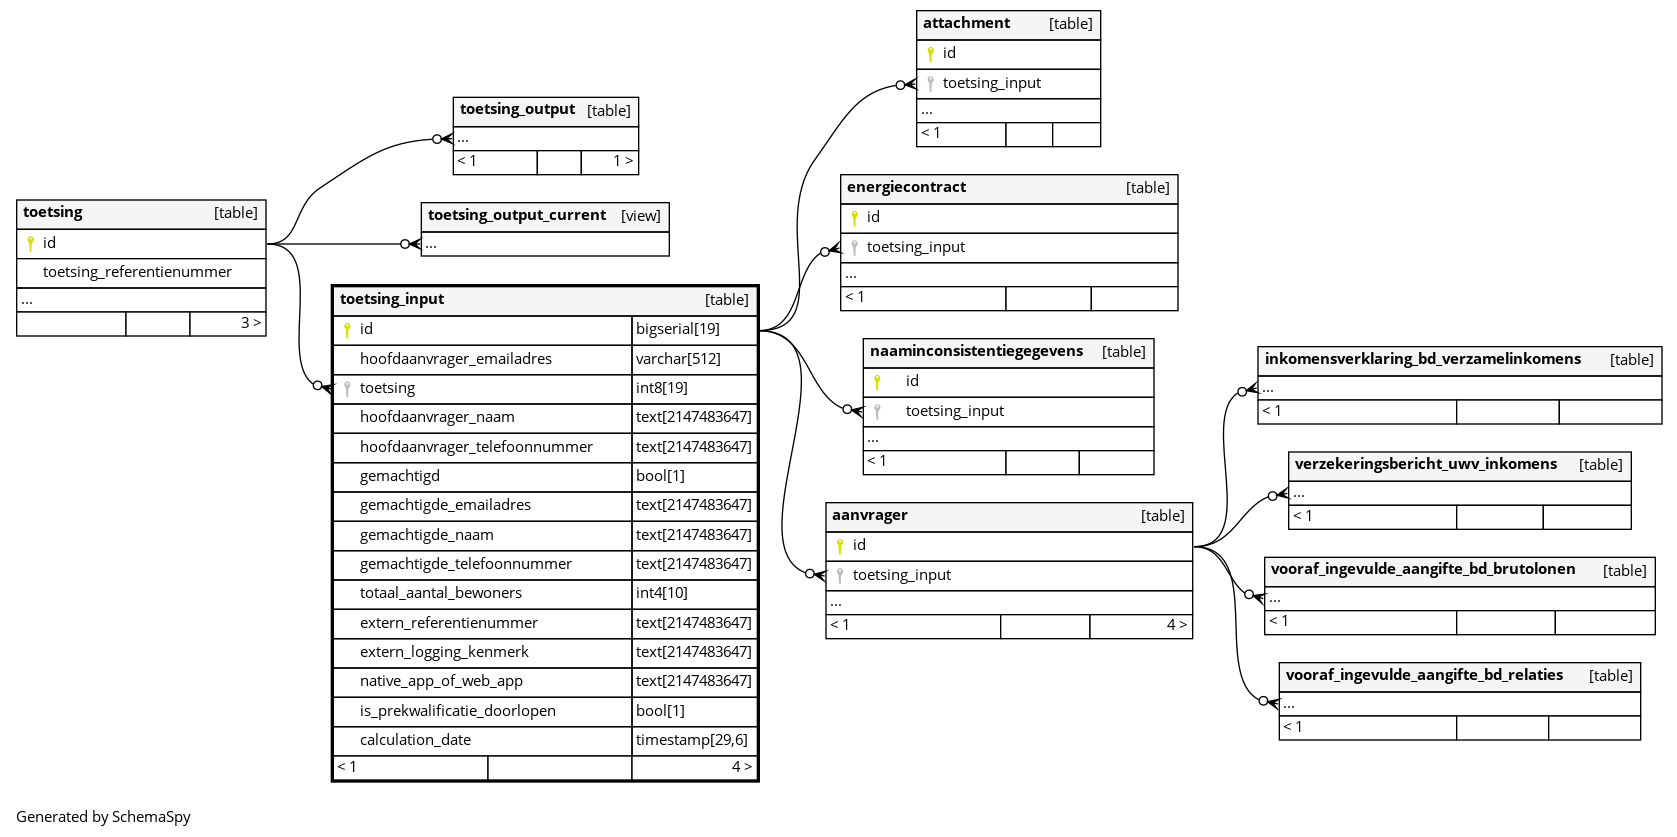 toetsing [table]
id
toetsing_referentienummer
...
3 >
toetsing_output [table]
...
< 1 1 >
toetsing_output_current [view]
...
toetsing_input [table]
id bigserial[19]
hoofdaanvrager_emailadres varchar[512]
toetsing int8[19]
hoofdaanvrager_naam text[2147483647]
hoofdaanvrager_telefoonnummer text[2147483647]
gemachtigd bool[1]
gemachtigde_emailadres text[2147483647]
gemachtigde_naam text[2147483647]
gemachtigde_telefoonnummer text[2147483647]
totaal_aantal_bewoners int4[10]
extern_referentienummer text[2147483647]
extern_logging_kenmerk text[2147483647]
native_app_of_web_app text[2147483647]
is_prekwalificatie_doorlopen bool[1]
calculation_date timestamp[29,6]
< 1 4 >
attachment [table]
id
toetsing_input
...
< 1
energiecontract [table]
id
toetsing_input
...
< 1
naaminconsistentiegegevens [table]
id
toetsing_input
...
< 1
aanvrager [table]
id
toetsing_input
...
< 1 4 >
inkomensverklaring_bd_verzamelinkomens [table]
...
< 1
verzekeringsbericht_uwv_inkomens [table]
...
< 1
vooraf_ingevulde_aangifte_bd_brutolonen [table]
...
< 1
vooraf_ingevulde_aangifte_bd_relaties [table]
...
< 1
Generated by SchemaSpy